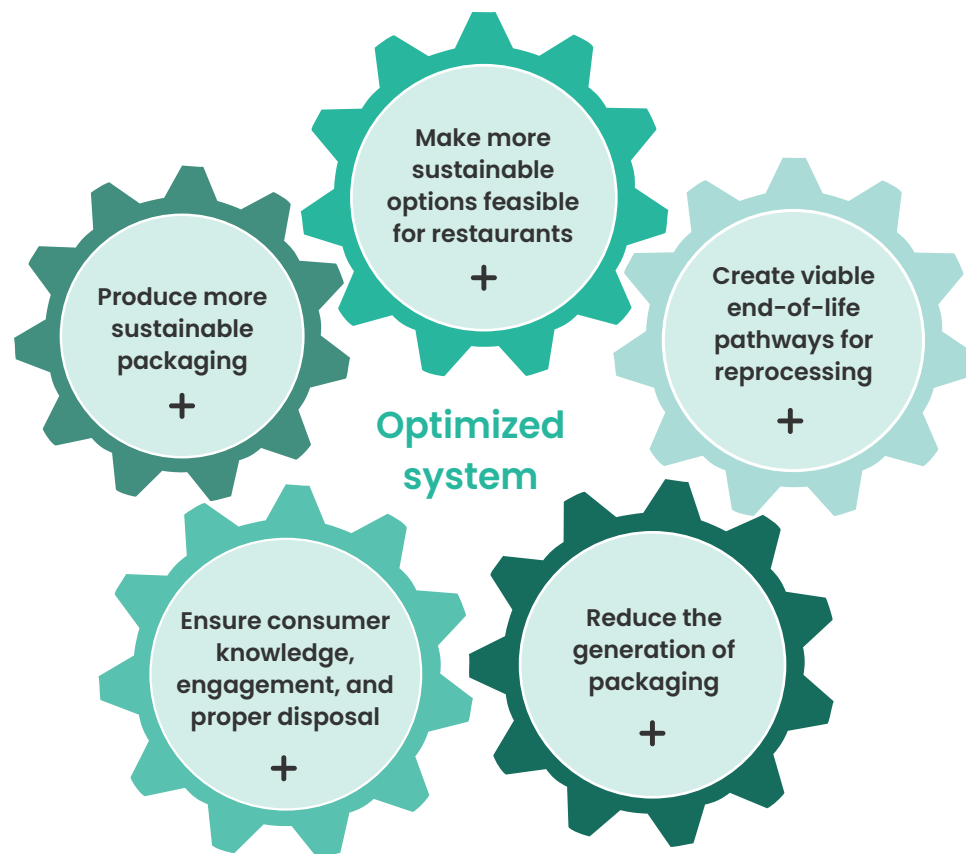 Make more
sustainable
options feasible
for restaurants
+
Produce more
sustainable
packaging
+
Create viable
end-of-life
pathways for
reprocessing
+
Optimized
system
Ensure consumer
knowledge,
engagement, and
proper disposal
+
Reduce the
generation of
packaging
+